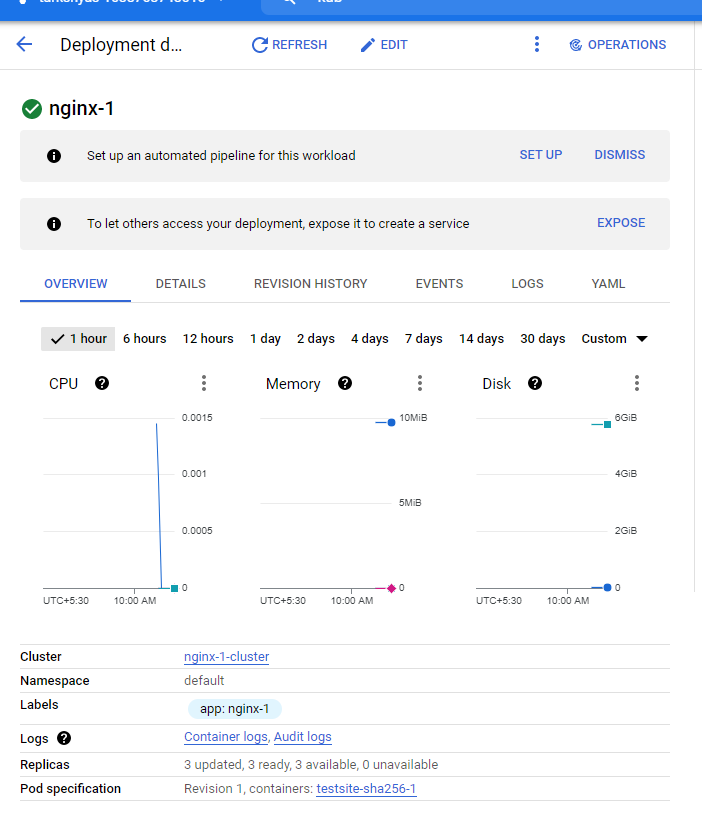 Deployment d...
REFRESH
EDIT
OPERATIONS
nginx-1
Set up an automated pipeline for this workload
SET UP
DISMISS
To let others access your deployment, expose it to create a service
EXPOSE
OVERVIEW DETAILS REVISION HISTORY EVENTS LOGS YAML
1 hour 6 hours 12 hours 1 day 2 days 4 days 7 days 14 days 30 days Custom
CPU
0.0015
0.001
0.0005
0
UTC+5:30 10:00 AM
Memory
10MiB
5MiB
0
UTC+5:30 10:00 AM
Disk
6GiB
4GiB
2GiB
0
UTC+5:30 10:00 AM
Cluster nginx-1-cluster
Namespace default
Labels app: nginx-1
Logs Container logs, Audit logs
Replicas 3 updated, 3 ready, 3 available, 0 unavailable
Pod specification Revision 1, containers: testsite-sha256-1